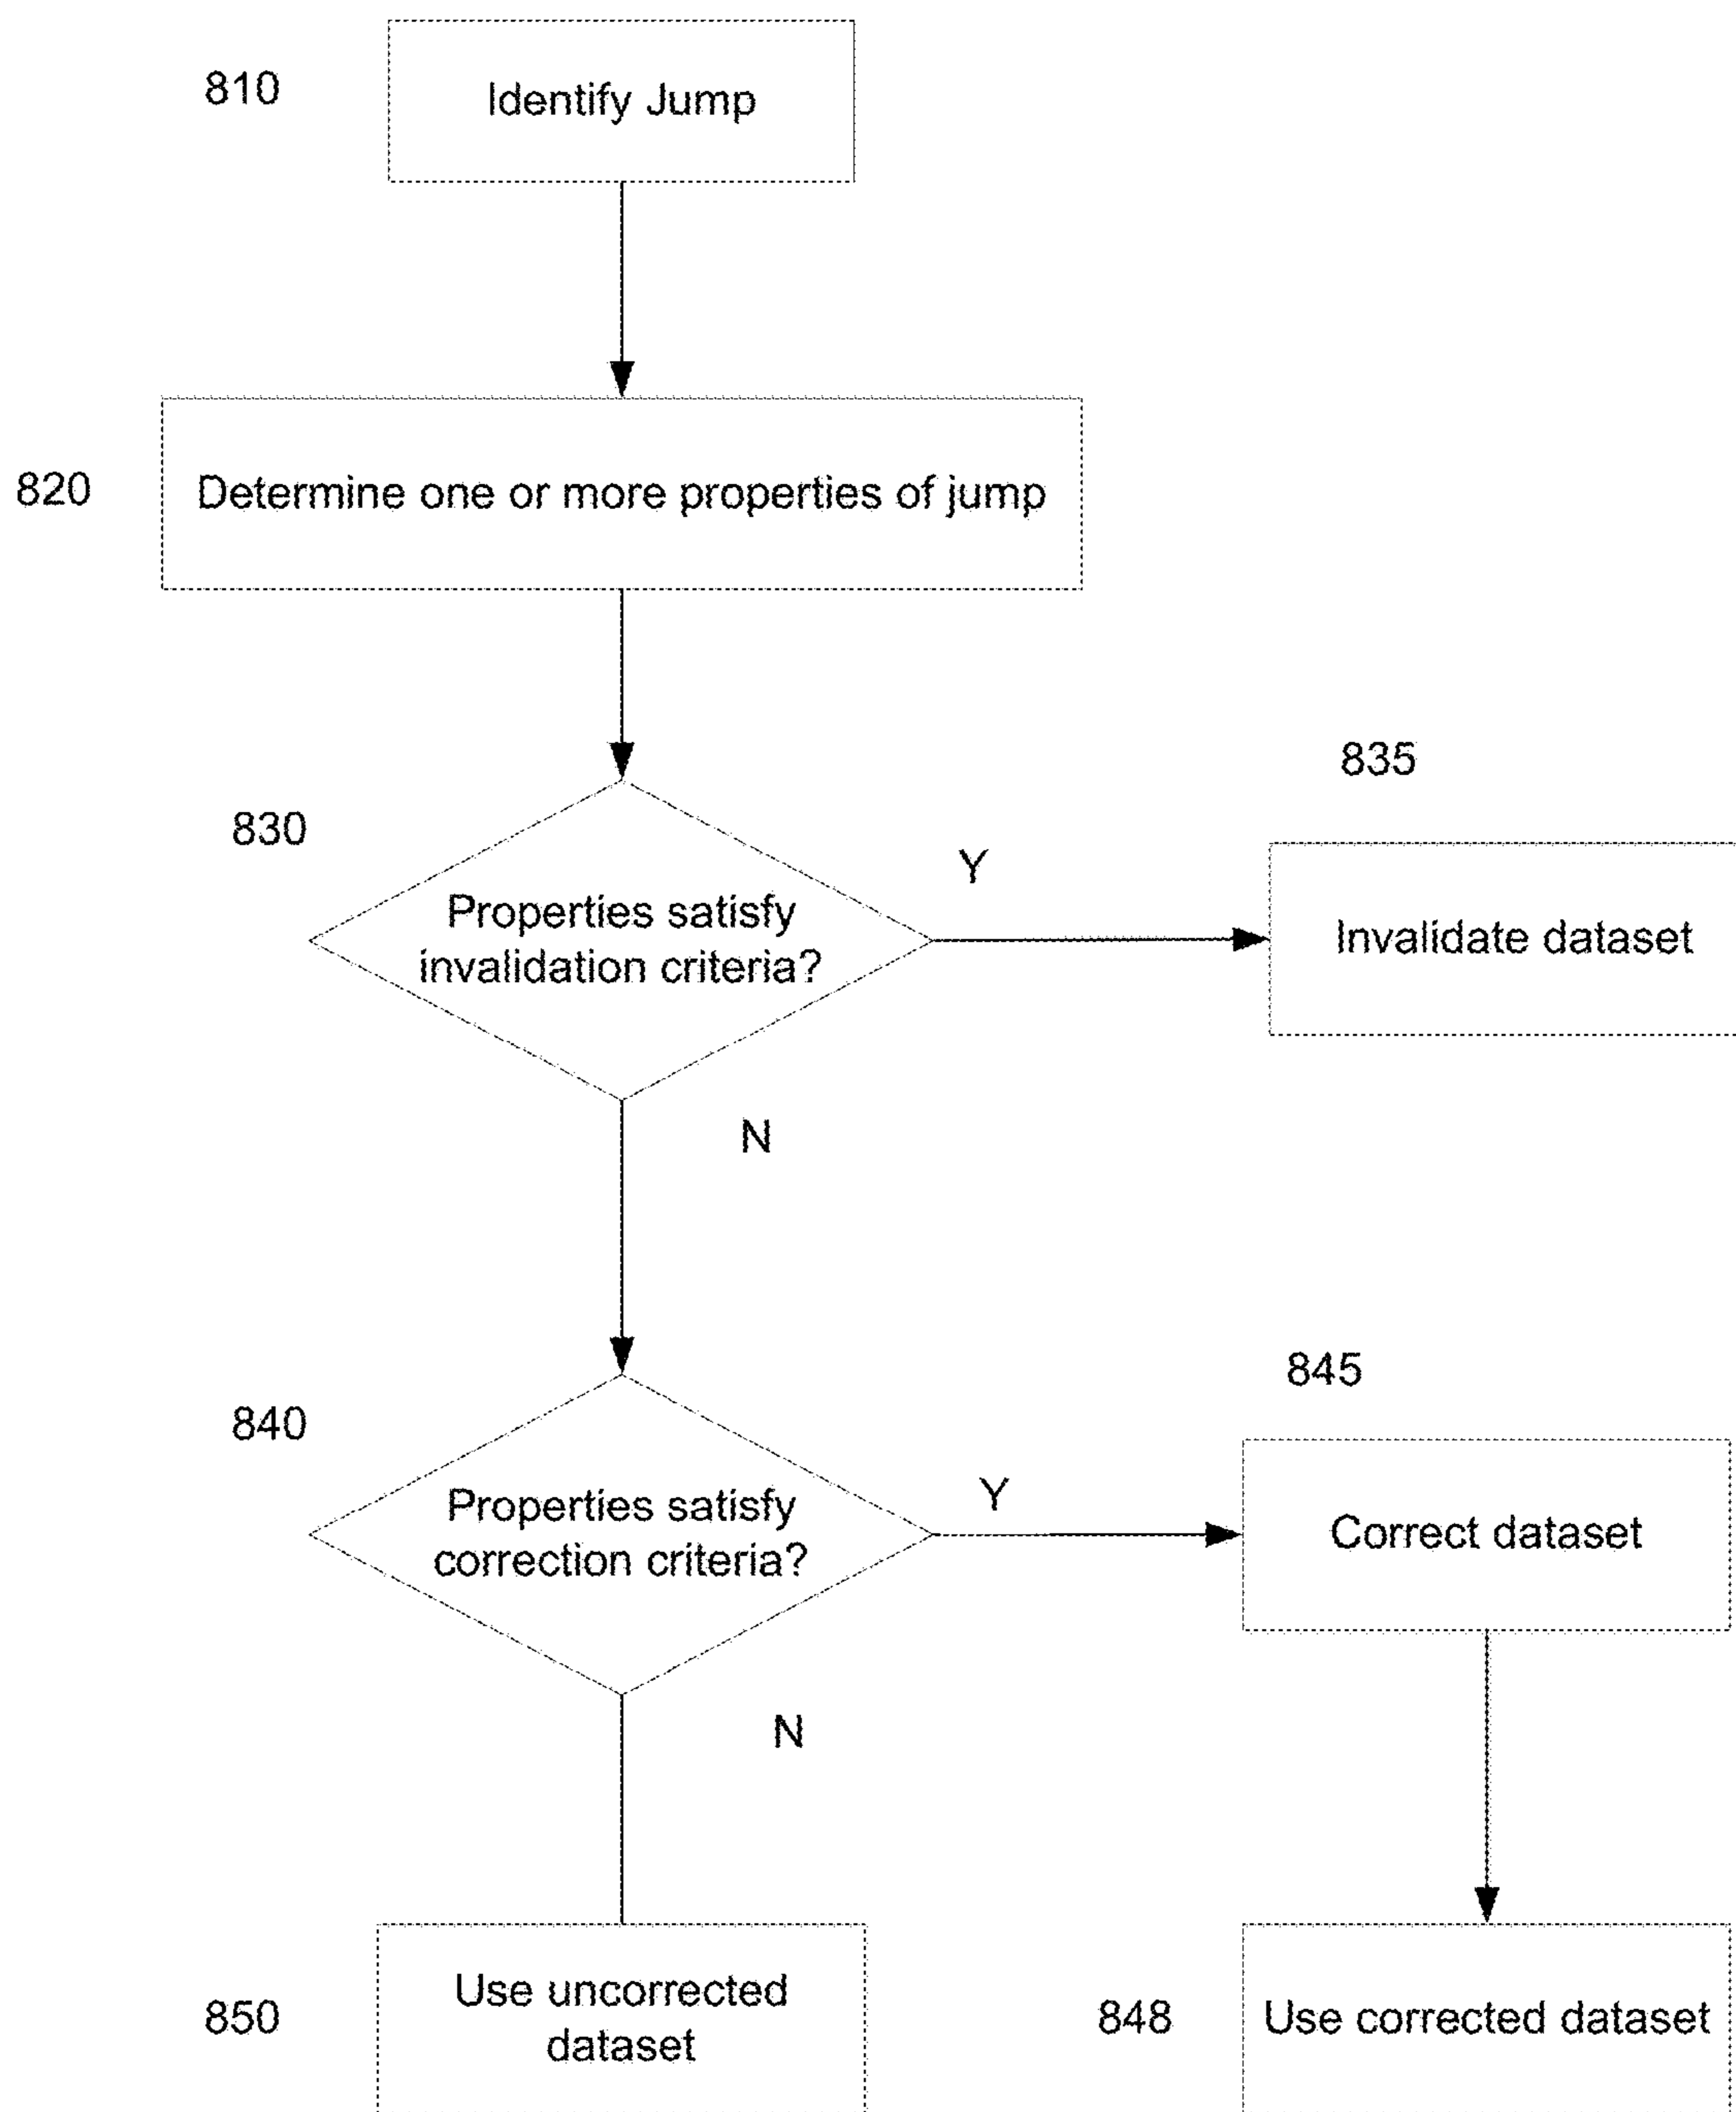 810
Identify Jump
820
Determine one or more properties of jump
830
Properties satisfy
invalidation criteria?
Y
835
Invalidate dataset
N
840
Properties satisfy
correction criteria?
Y
845
Correct dataset
N
850
Use uncorrected
dataset
848
Use corrected dataset